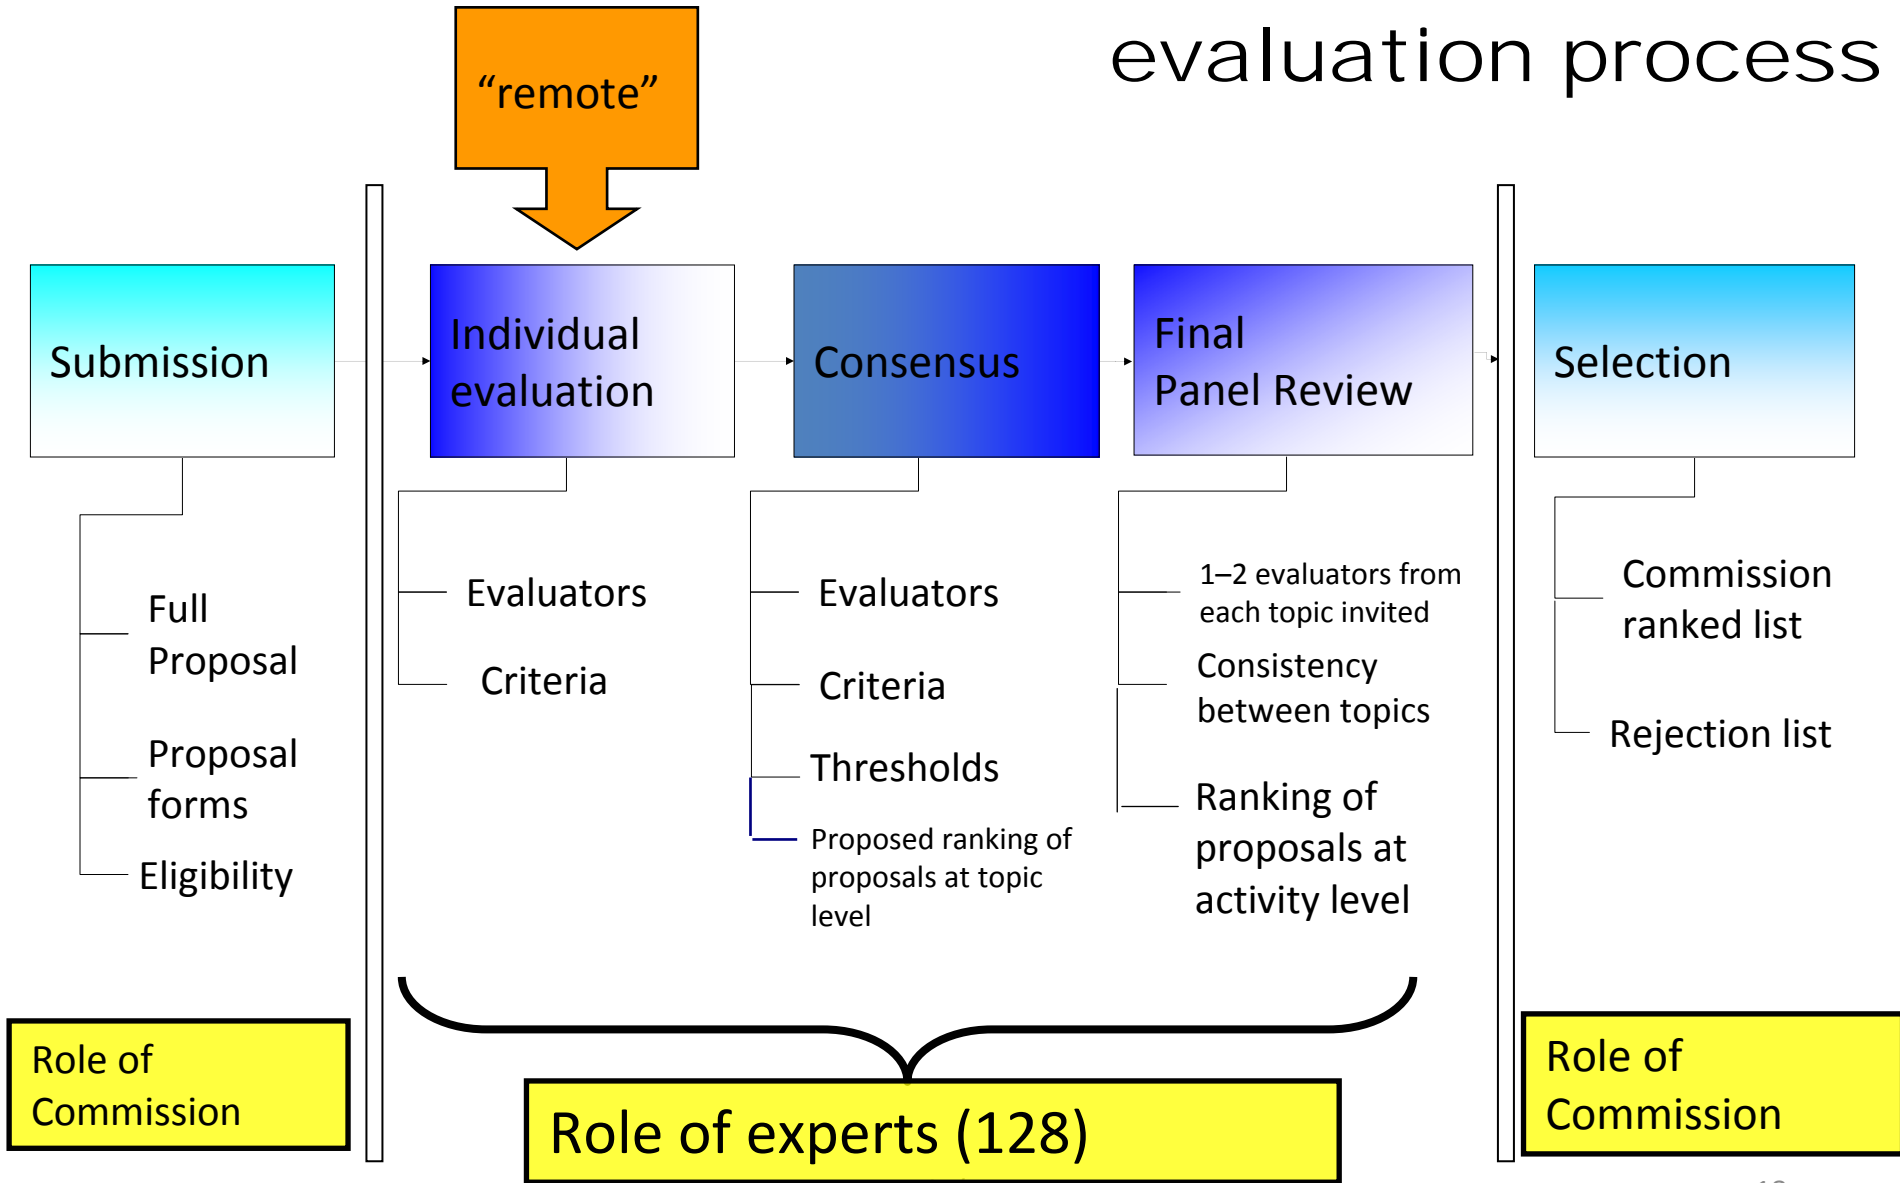 evaluation process
“remote”
Submission
Individual
evaluation
Consensus
Final
Panel Review
Selection
Full
Proposal
Proposal
forms
Eligibility
Evaluators
Criteria
Evaluators
Criteria
Thresholds
Proposed ranking of
proposals at topic
level
1–2 evaluators from
each topic invited
Consistency
between topics
Ranking of
proposals at
activity level
Commission
ranked list
Rejection list
Role of
Commission
Role of experts (128)
Role of
Commission